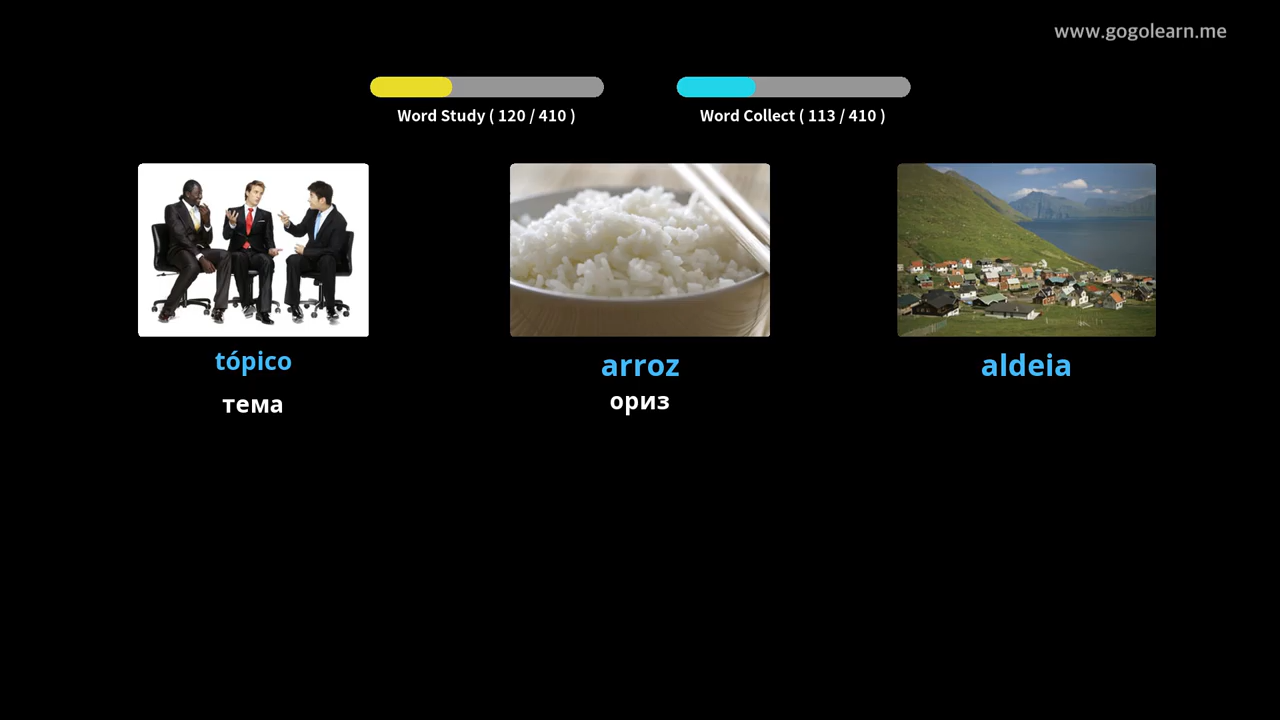 www.gogolearn.me
Word Study ( 120 / 410 )
Word Collect ( 113 / 410 )
tópico
arroz
aldeia
тема
ориз